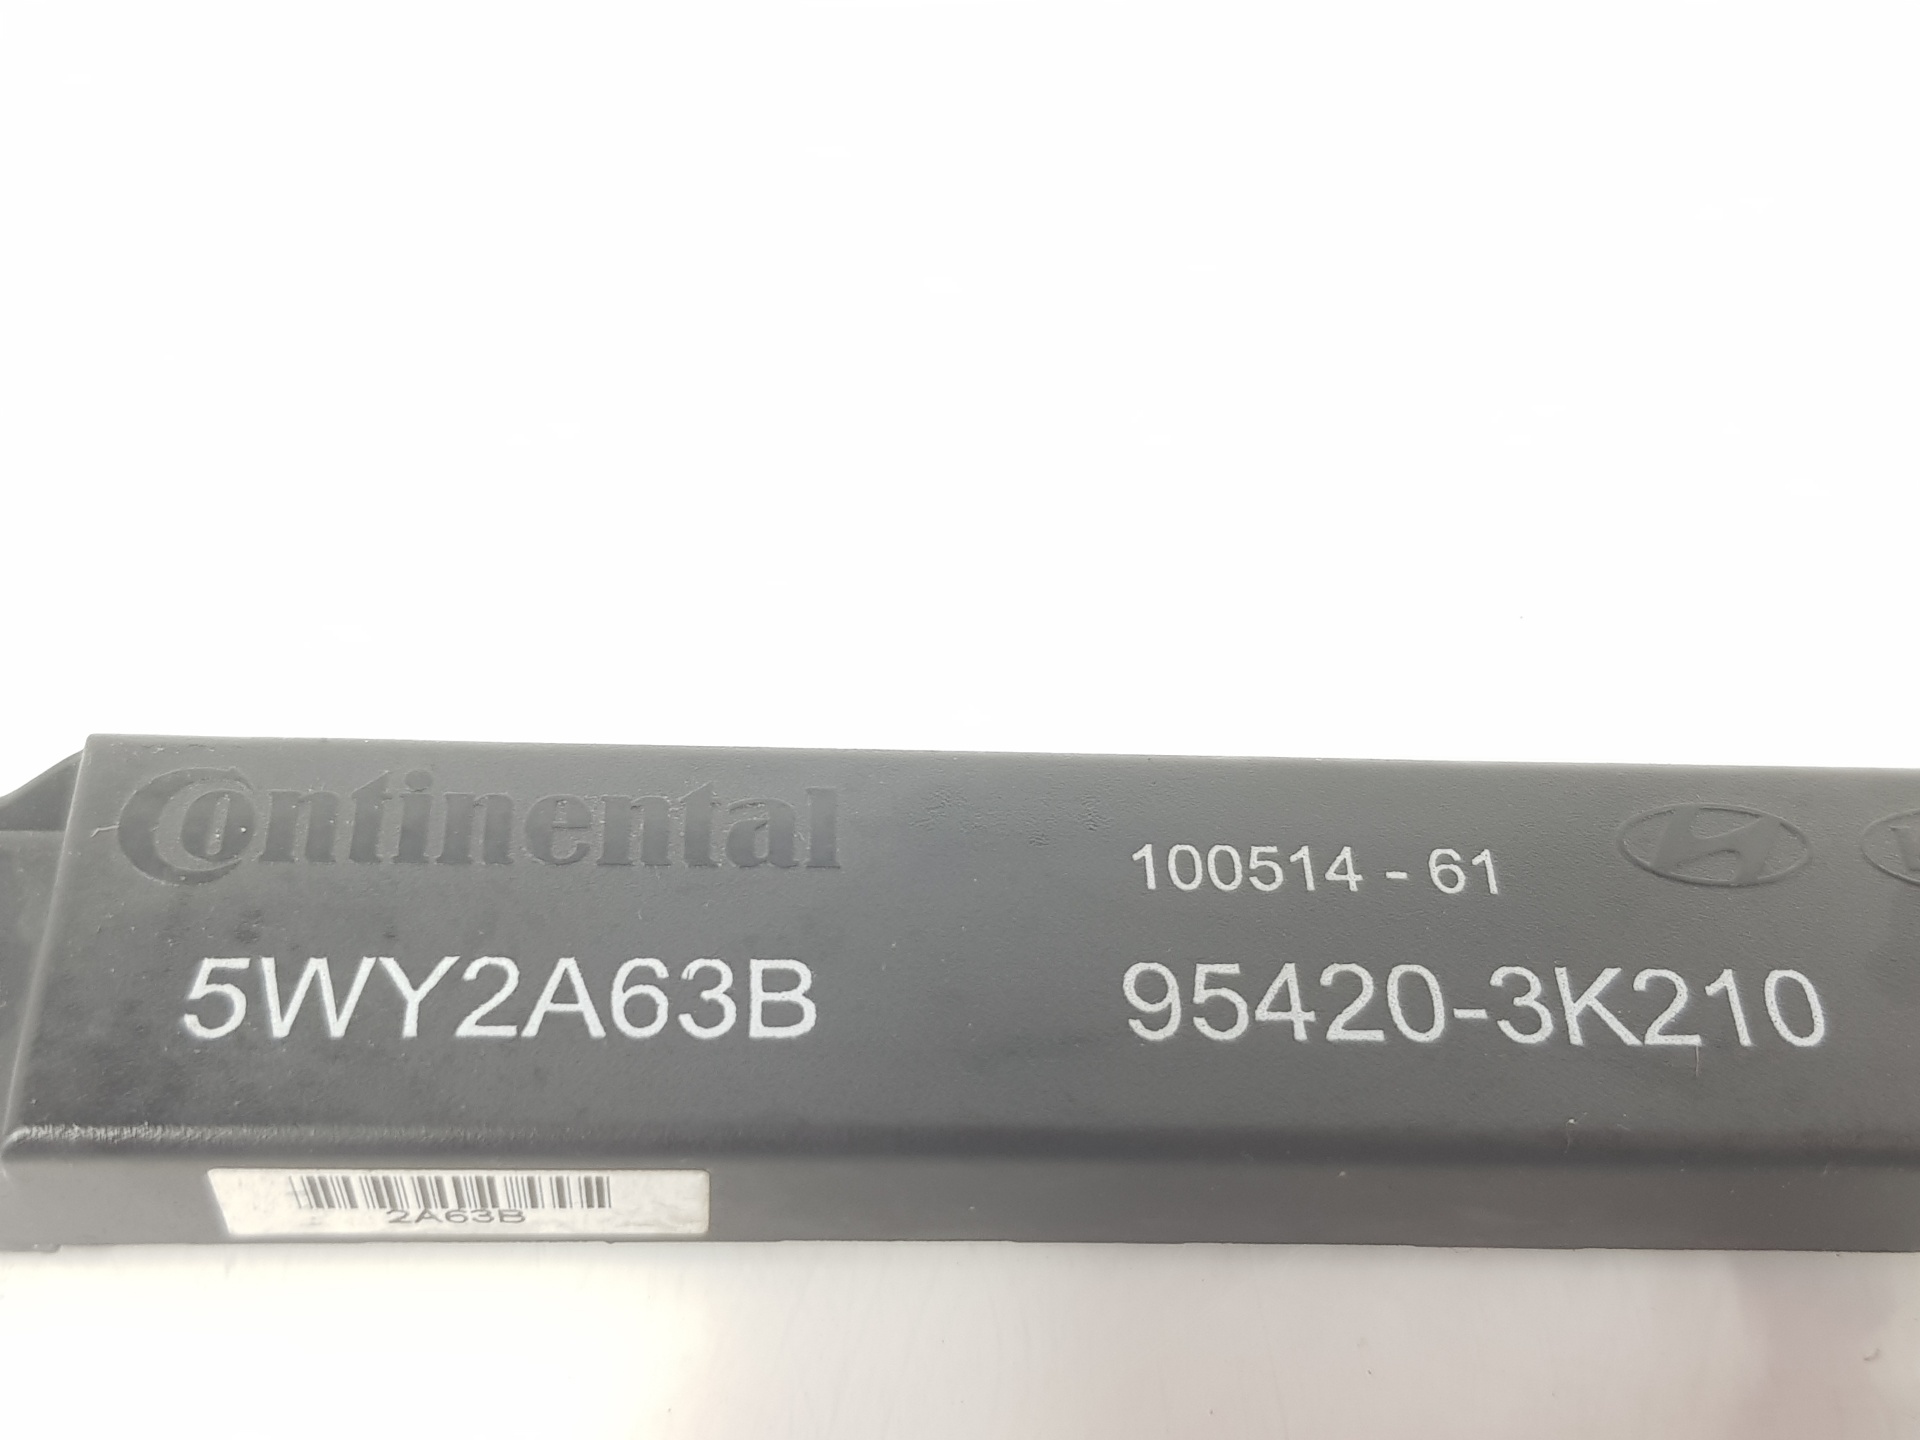 Continental
100514 - 61
5WY2A63B
95420-3K210
2A63B